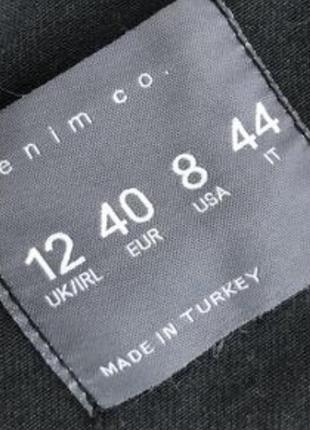 enim co.
12 40 8 44
UK/IRL EUR USA IT
MADE IN TURKEY